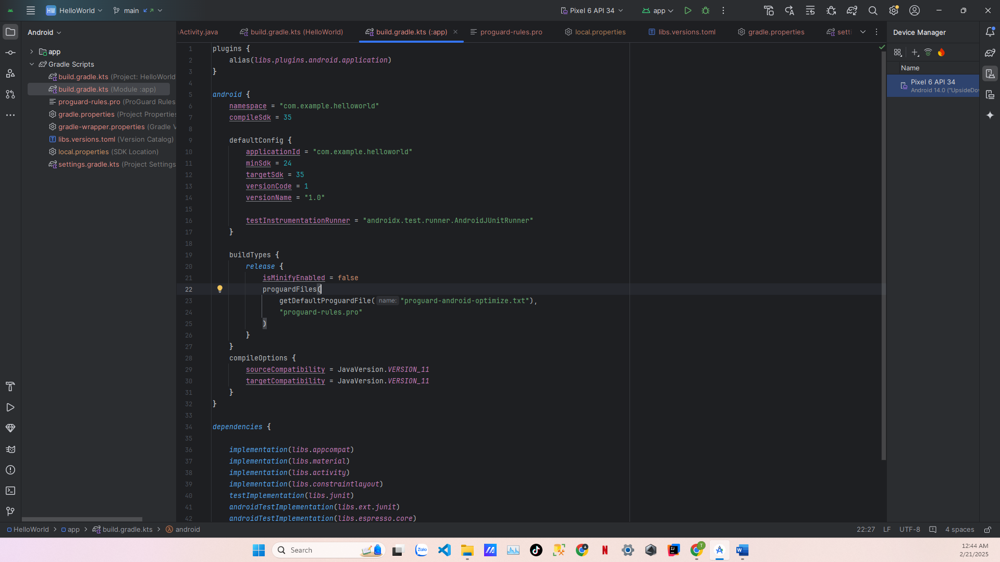 HW HelloWorld main Pixel 6 API 34 app
Android
app
Gradle Scripts
build.gradle.kts (Project: HelloWorld
build.gradle.kts (Module :app)
proguard-rules.pro (ProGuard Rules
gradle.properties (Project Properties
gradle-wrapper.properties (Gradle V
libs.versions.toml (Version Catalog)
local.properties (SDK Location)
settings.gradle.kts (Project Settings
Activity.java build.gradle.kts (HelloWorld) build.gradle.kts (:app) proguard-rules.pro local.properties libs.versions.toml gradle.properties setti
1 plugins {
2 alias(libs.plugins.android.application)
3 }
4
5 android {
6 namespace = "com.example.helloworld"
7 compileSdk = 35
8
9 defaultConfig {
10 applicationId = "com.example.helloworld"
11 minSdk = 24
12 targetSdk = 35
13 versionCode = 1
14 versionName = "1.0"
15
16 testInstrumentationRunner = "androidx.test.runner.AndroidJUnitRunner"
17 }
18
19 buildTypes {
20 release {
21 isMinifyEnabled = false
22 proguardFiles(
23 getDefaultProguardFile( name: "proguard-android-optimize.txt"),
24 "proguard-rules.pro"
25 )
26 }
27 }
28 compileOptions {
29 sourceCompatibility = JavaVersion.VERSION_11
30 targetCompatibility = JavaVersion.VERSION_11
31 }
32 }
33
34 dependencies {
35
36 implementation(libs.appcompat)
37 implementation(libs.material)
38 implementation(libs.activity)
39 implementation(libs.constraintlayout)
40 testImplementation(libs.junit)
41 androidTestImplementation(libs.ext.junit)
42 androidTestImplementation(libs.espresso.core)
Device Manager
Name
Pixel 6 API 34
Android 14.0 ("UpsideDow
HelloWorld > app > build.gradle.kts > android
22:27 LF UTF-8 4 spaces
Search
Zalo
12:44 AM
2/21/2025